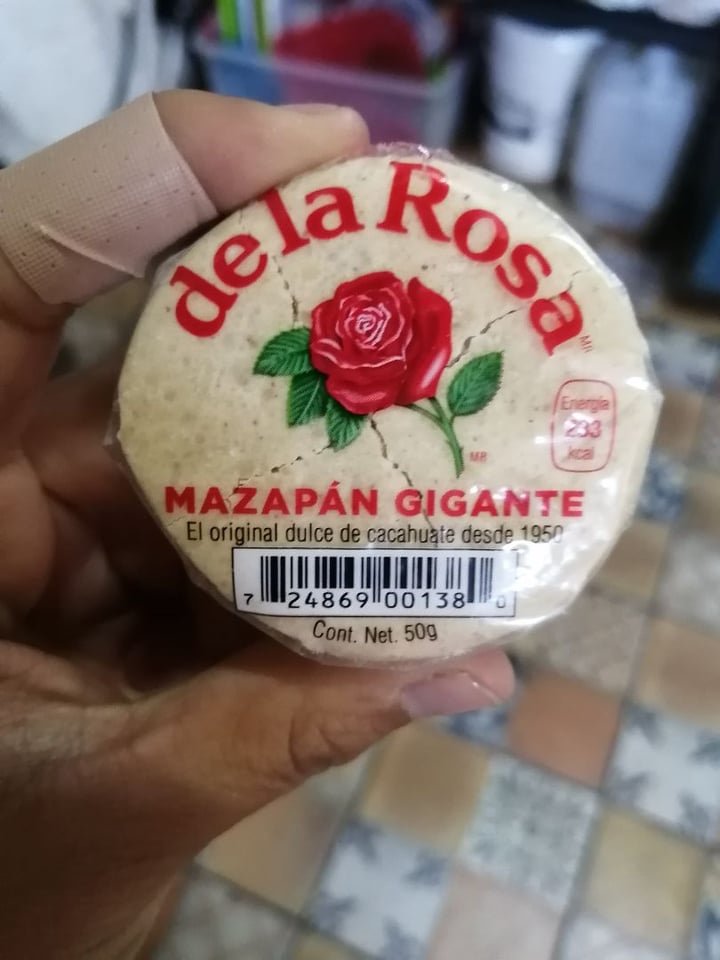 de la Rosa
MR
Energía
233
kcal
MR
MAZAPÁN GIGANTE
El original dulce de cacahuate desde 1950
7 24869 00138 0
Cont. Net. 50g